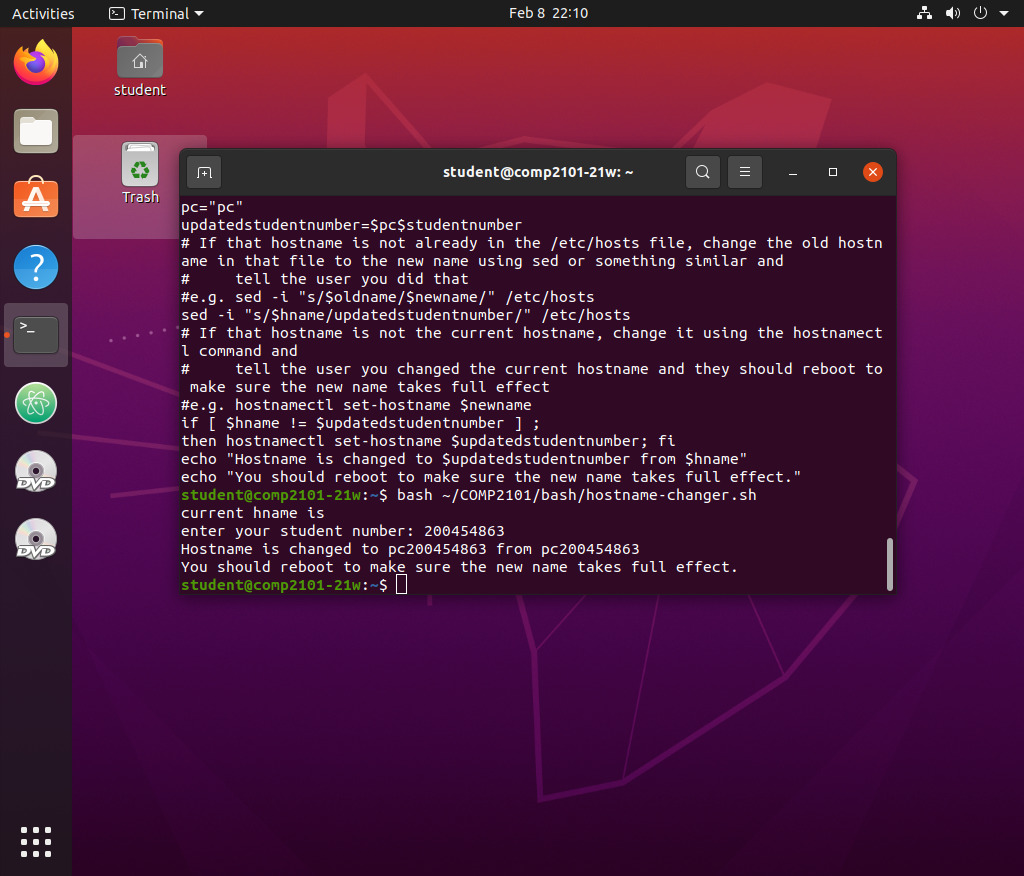 Activities
Terminal
Feb 8 22:10
student
Trash
student@comp2101-21w: ~
pc="pc"
updatedstudentnumber=$pc$studentnumber
# If that hostname is not already in the /etc/hosts file, change the old hostn
ame in that file to the new name using sed or something similar and
#     tell the user you did that
#e.g. sed -i "s/$oldname/$newname/" /etc/hosts
sed -i "s/$hname/updatedstudentnumber/" /etc/hosts
# If that hostname is not the current hostname, change it using the hostnamect
l command and
#     tell the user you changed the current hostname and they should reboot to
 make sure the new name takes full effect
#e.g. hostnamectl set-hostname $newname
if [ $hname != $updatedstudentnumber ] ;
then hostnamectl set-hostname $updatedstudentnumber; fi
echo "Hostname is changed to $updatedstudentnumber from $hname"
echo "You should reboot to make sure the new name takes full effect."
student@comp2101-21w:~$ bash ~/COMP2101/bash/hostname-changer.sh
current hname is
enter your student number: 200454863
Hostname is changed to pc200454863 from pc200454863
You should reboot to make sure the new name takes full effect.
student@comp2101-21w:~$
>_
DVD
DVD